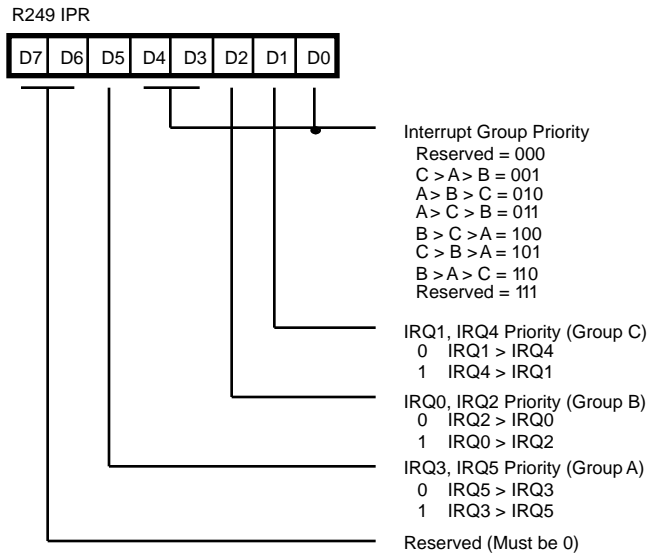 R249 IPR
D7 D6 D5 D4 D3 D2 D1 D0
Interrupt Group Priority
Reserved = 000
C > A > B = 001
A > B > C = 010
A > C > B = 011
B > C > A = 100
C > B > A = 101
B > A > C = 110
Reserved = 111
IRQ1, IRQ4 Priority (Group C)
0 IRQ1 > IRQ4
1 IRQ4 > IRQ1
IRQ0, IRQ2 Priority (Group B)
0 IRQ2 > IRQ0
1 IRQ0 > IRQ2
IRQ3, IRQ5 Priority (Group A)
0 IRQ5 > IRQ3
1 IRQ3 > IRQ5
Reserved (Must be 0)